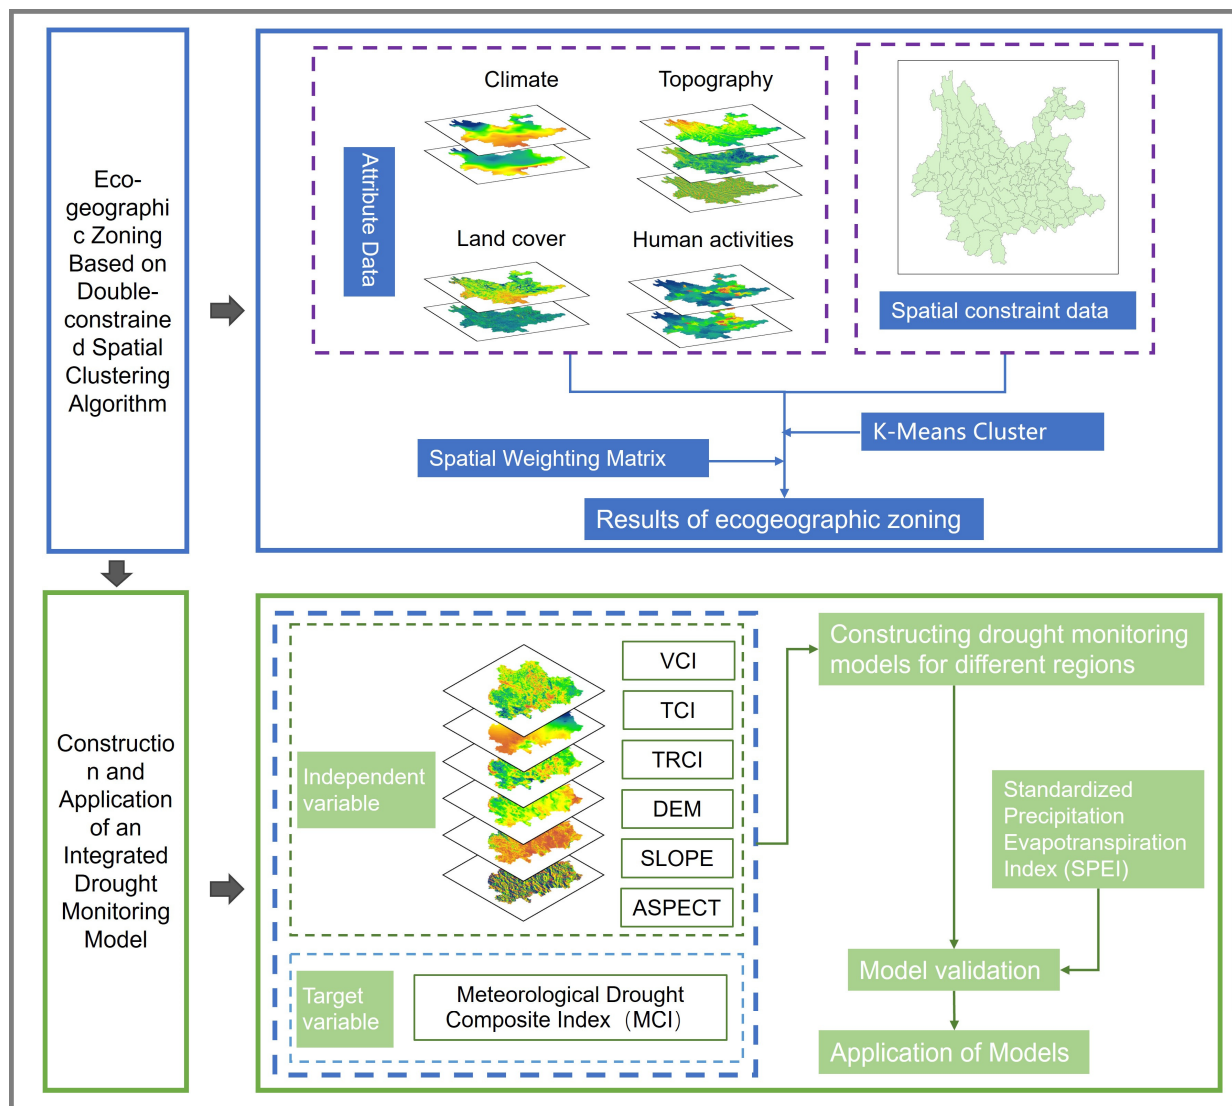 Eco-
geographi
c Zoning
Based on
Double-
constraine
d Spatial
Clustering
Algorithm
Climate
Topography
Attribute Data
Land cover
Human activities
Spatial constraint data
K-Means Cluster
Spatial Weighting Matrix
Results of ecogeographic zoning
Constructio
n and
Application
of an
Integrated
Drought
Monitoring
Model
Independent
variable
VCI
TCI
TRCI
DEM
SLOPE
ASPECT
Target
variable
Meteorological Drought
Composite Index（MCI）
Constructing drought monitoring
models for different regions
Standardized
Precipitation
Evapotranspiration
Index (SPEI)
Model validation
Application of Models